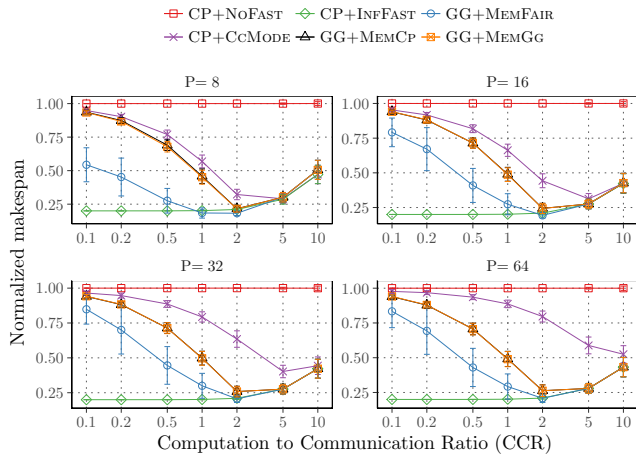 CP+NoFast CP+InfFast GG+MemFair
CP+CcMode GG+MemCp GG+MemGg
P= 8 P= 16
1.00 1.00
0.75 0.75
0.50 0.50
0.25 0.25
0.1 0.2 0.5 1 2 5 10 0.1 0.2 0.5 1 2 5 10
P= 32 P= 64
1.00 1.00
0.75 0.75
0.50 0.50
0.25 0.25
0.1 0.2 0.5 1 2 5 10 0.1 0.2 0.5 1 2 5 10
Normalized makespan
Computation to Communication Ratio (CCR)